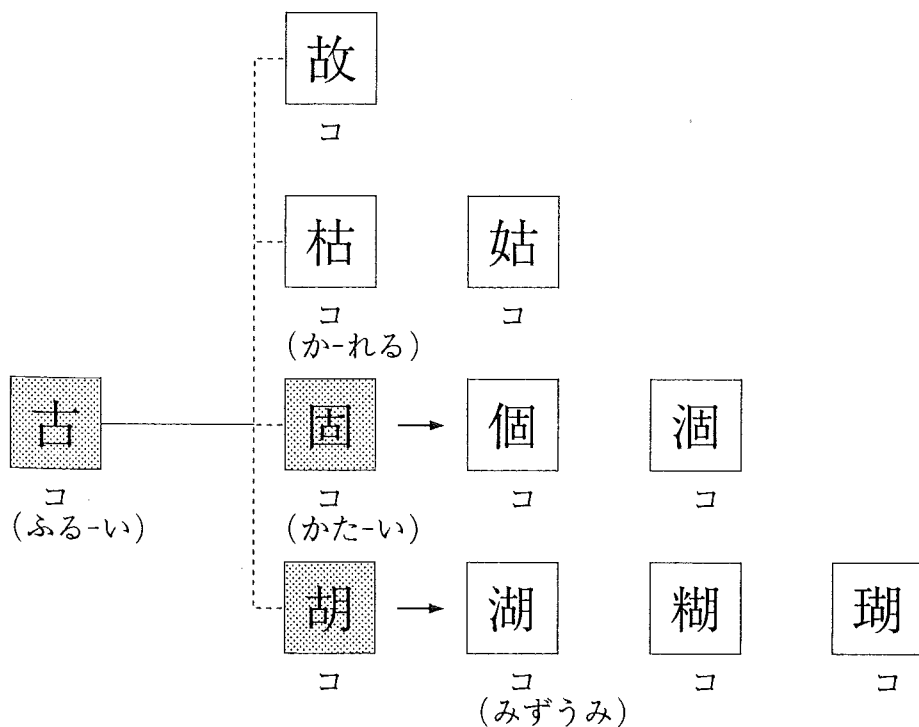 故
コ
枯 姑
コ コ
(か-れる)
古 固 個 涸
コ コ コ コ
(ふる-い) (かた-い)
胡 湖 糊 瑚
コ コ コ コ
(みずうみ)